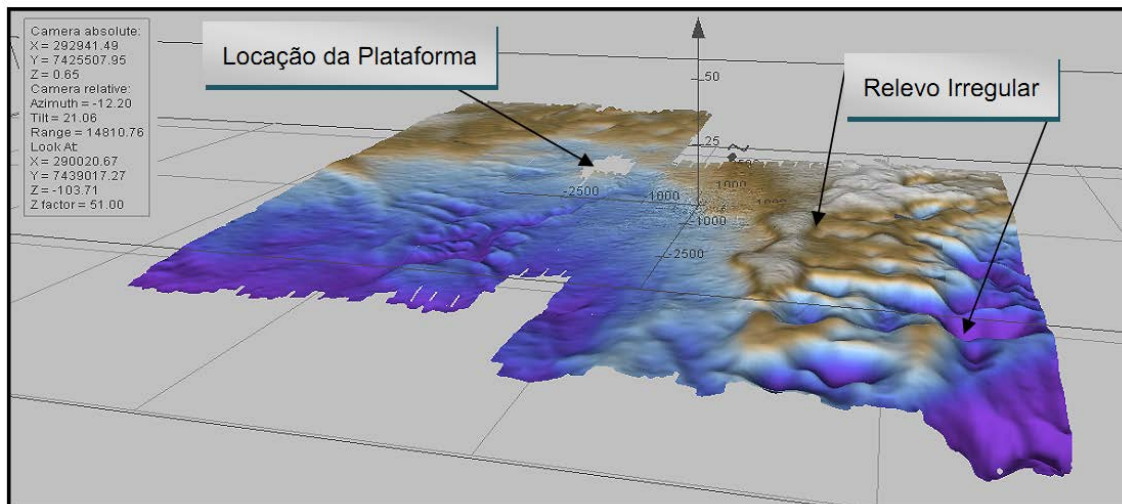 Camera absolute:
X = 292941.49
Y = 7425507.95
Z = 0.65
Camera relative:
Azimuth = -12.20
Tilt = 21.06
Range = 14810.76
Look At:
X = 290020.67
Y = 7439017.27
Z = -103.71
Z factor = 51.00
Locação da Plataforma
Relevo Irregular
50
25
-2500
-1000
1000
-1000
-2500